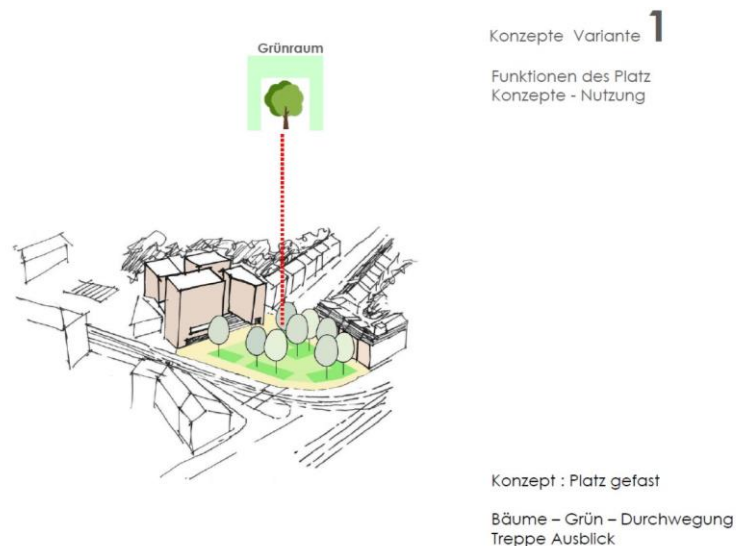 Grünraum
Konzepte Variante 1
Funktionen des Platz
Konzepte - Nutzung
Konzept : Platz gefast
Bäume – Grün – Durchwegung
Treppe Ausblick